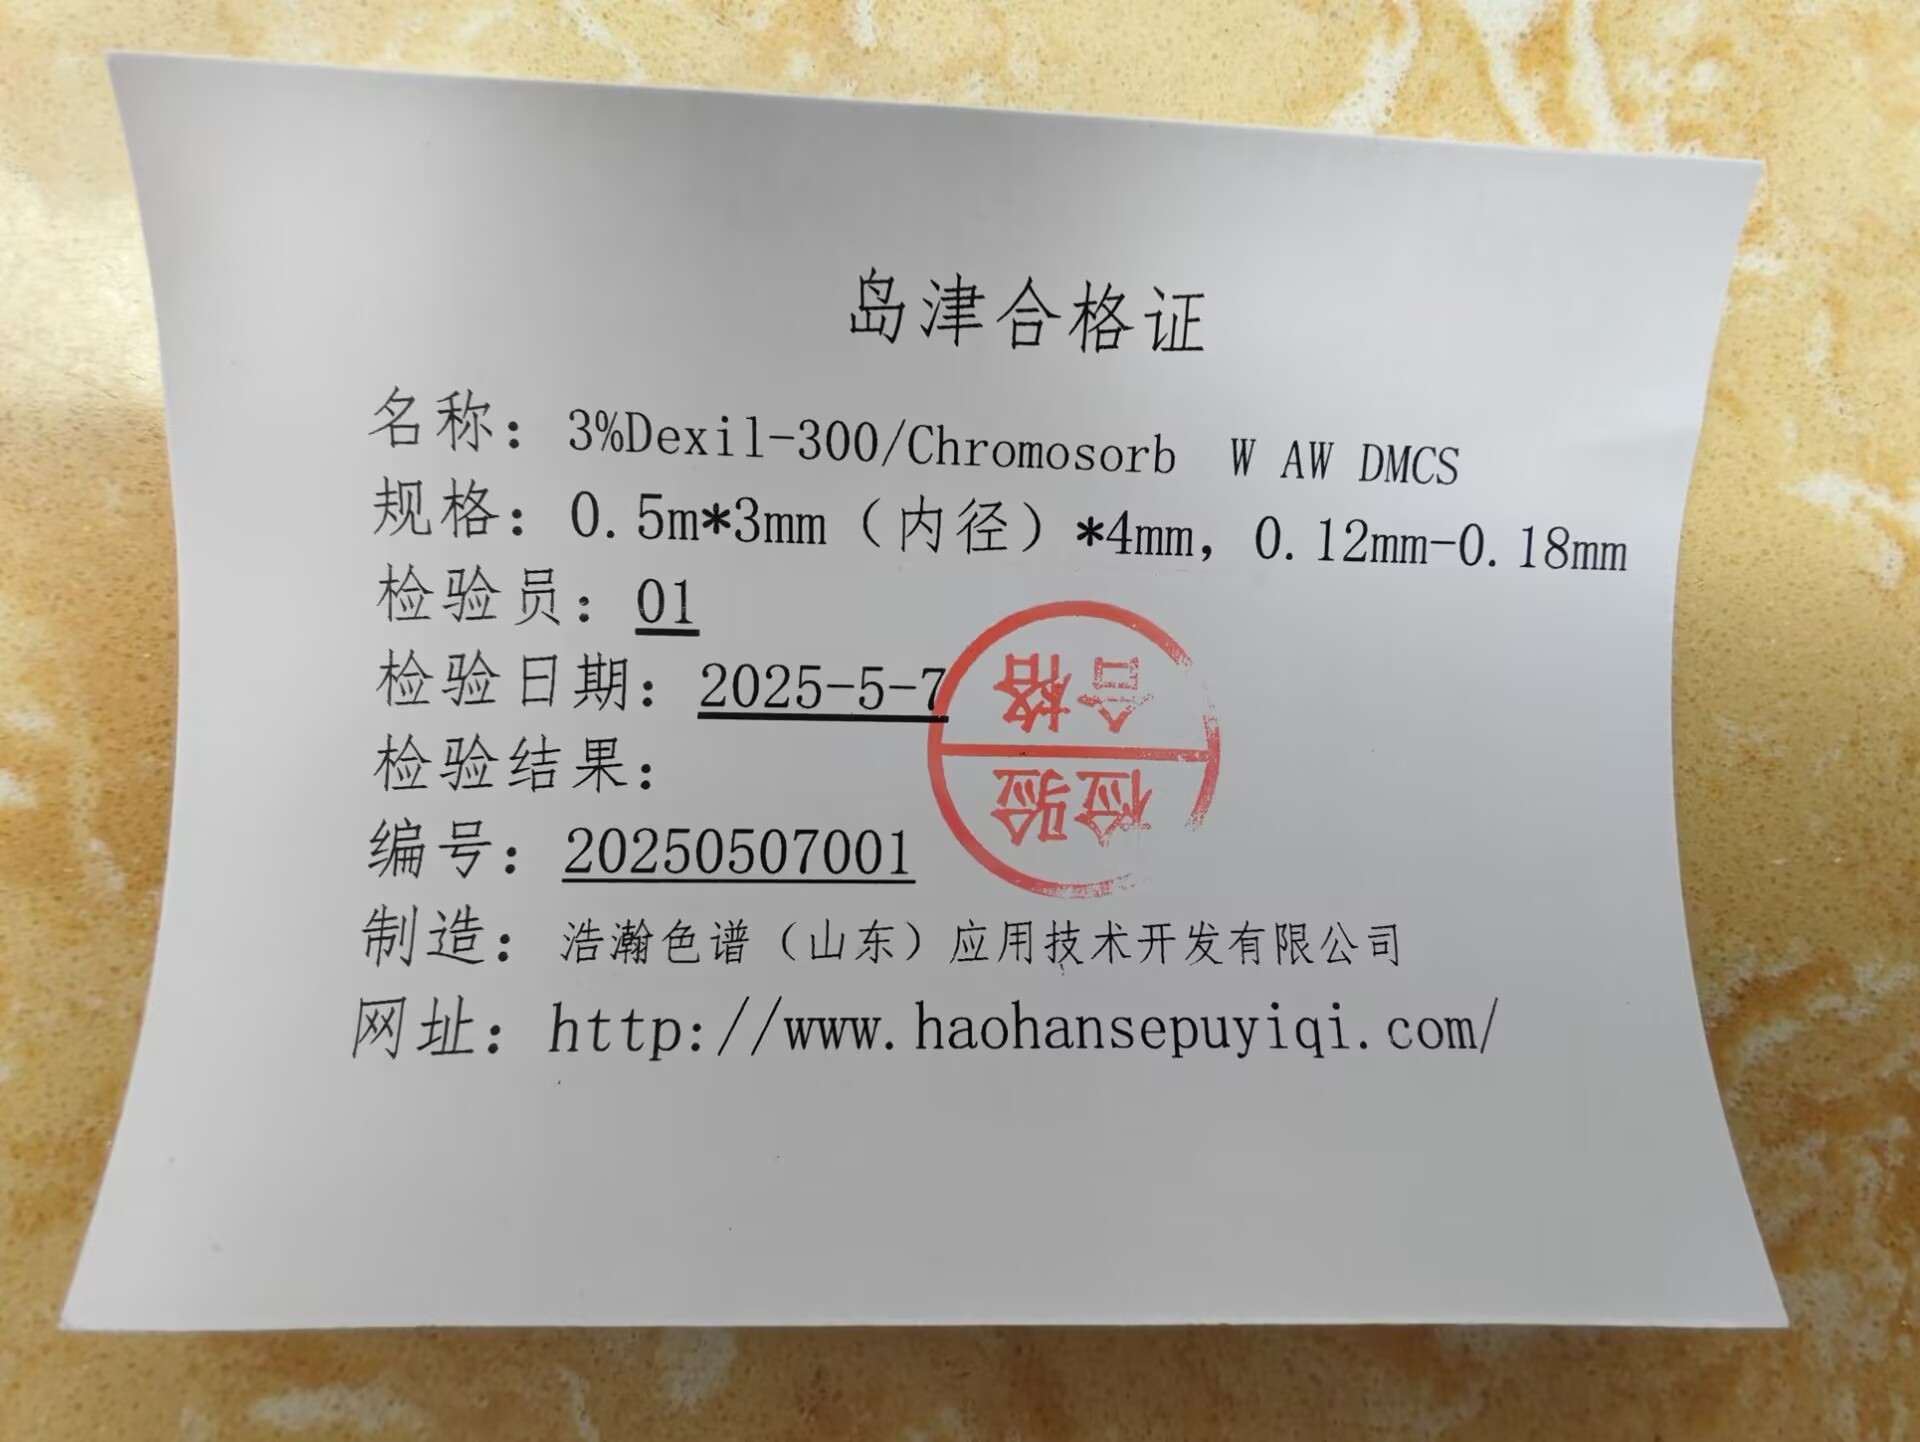 岛津合格证
名称：3%Dexil-300/Chromosorb W AW DMCS
规格：0.5m*3mm（内径）*4mm，0.12mm-0.18mm
检验员：01
检验日期：2025-5-7
检验结果：
检验
合格
编号：20250507001
制造：浩瀚色谱（山东）应用技术开发有限公司
网址：http://www.haohansepuyiqi.com/